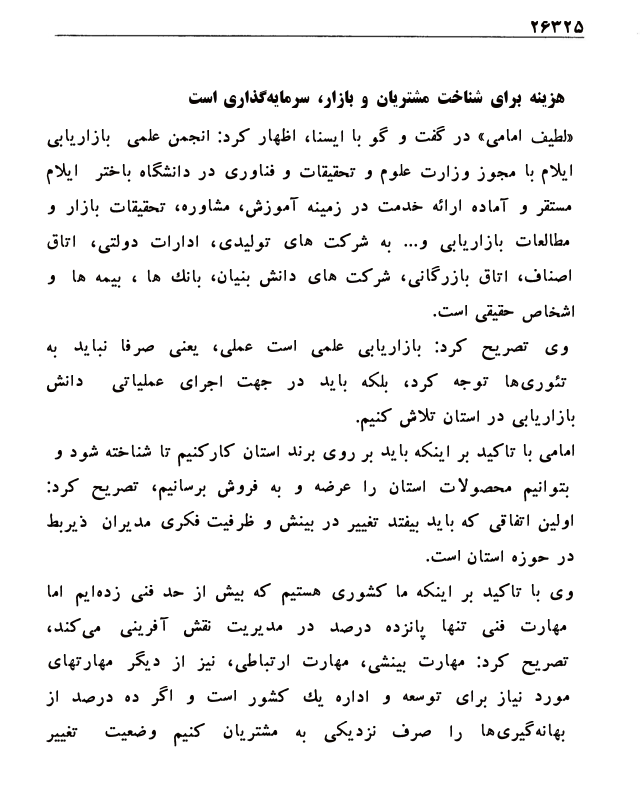 ۲۶۳۲۵
هزینه برای شناخت مشتریان و بازار، سرمایه‌گذاری است
«لطیف امامی» در گفت و گو با ایسنا، اظهار کرد: انجمن علمی بازاریابی
ایلام با مجوز وزارت علوم و تحقیقات و فناوری در دانشگاه باختر ایلام
مستقر و آماده ارائه خدمت در زمینه آموزش، مشاوره، تحقیقات بازار و
مطالعات بازاریابی و... به شرکت های تولیدی، ادارات دولتی، اتاق
اصناف، اتاق بازرگانی، شرکت های دانش بنیان، بانك ها ، بیمه ها و
اشخاص حقیقی است.
وی تصریح کرد: بازاریابی علمی است عملی، یعنی صرفا نباید به
تئوری‌ها توجه کرد، بلکه باید در جهت اجرای عملیاتی دانش
بازاریابی در استان تلاش کنیم.
امامی با تاکید بر اینکه باید بر روی برند استان کارکنیم تا شناخته شود و
بتوانیم محصولات استان را عرضه و به فروش برسانیم، تصریح کرد:
اولین اتفاقی که باید بیفتد تغییر در بینش و ظرفیت فکری مدیران ذیربط
در حوزه استان است.
وی با تاکید بر اینکه ما کشوری هستیم که بیش از حد فنی زده‌ایم اما
مهارت فنی تنها پانزده درصد در مدیریت نقش آفرینی می‌کند،
تصریح کرد: مهارت بینشی، مهارت ارتباطی، نیز از دیگر مهارتهای
مورد نیاز برای توسعه و اداره یك کشور است و اگر ده درصد از
بهانه‌گیری‌ها را صرف نزدیکی به مشتریان کنیم وضعیت تغییر